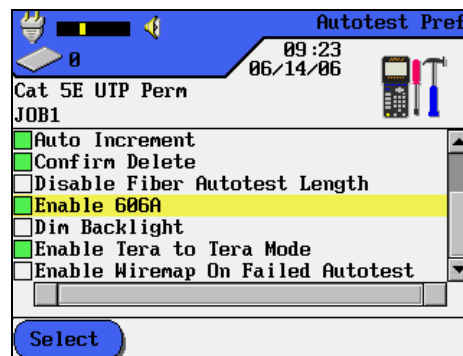 Autotest Pref
0
09:23
06/14/06
Cat 5E UTP Perm
JOB1
Auto Increment
Confirm Delete
Disable Fiber Autotest Length
Enable 606A
Dim Backlight
Enable Tera to Tera Mode
Enable Wiremap On Failed Autotest
Select